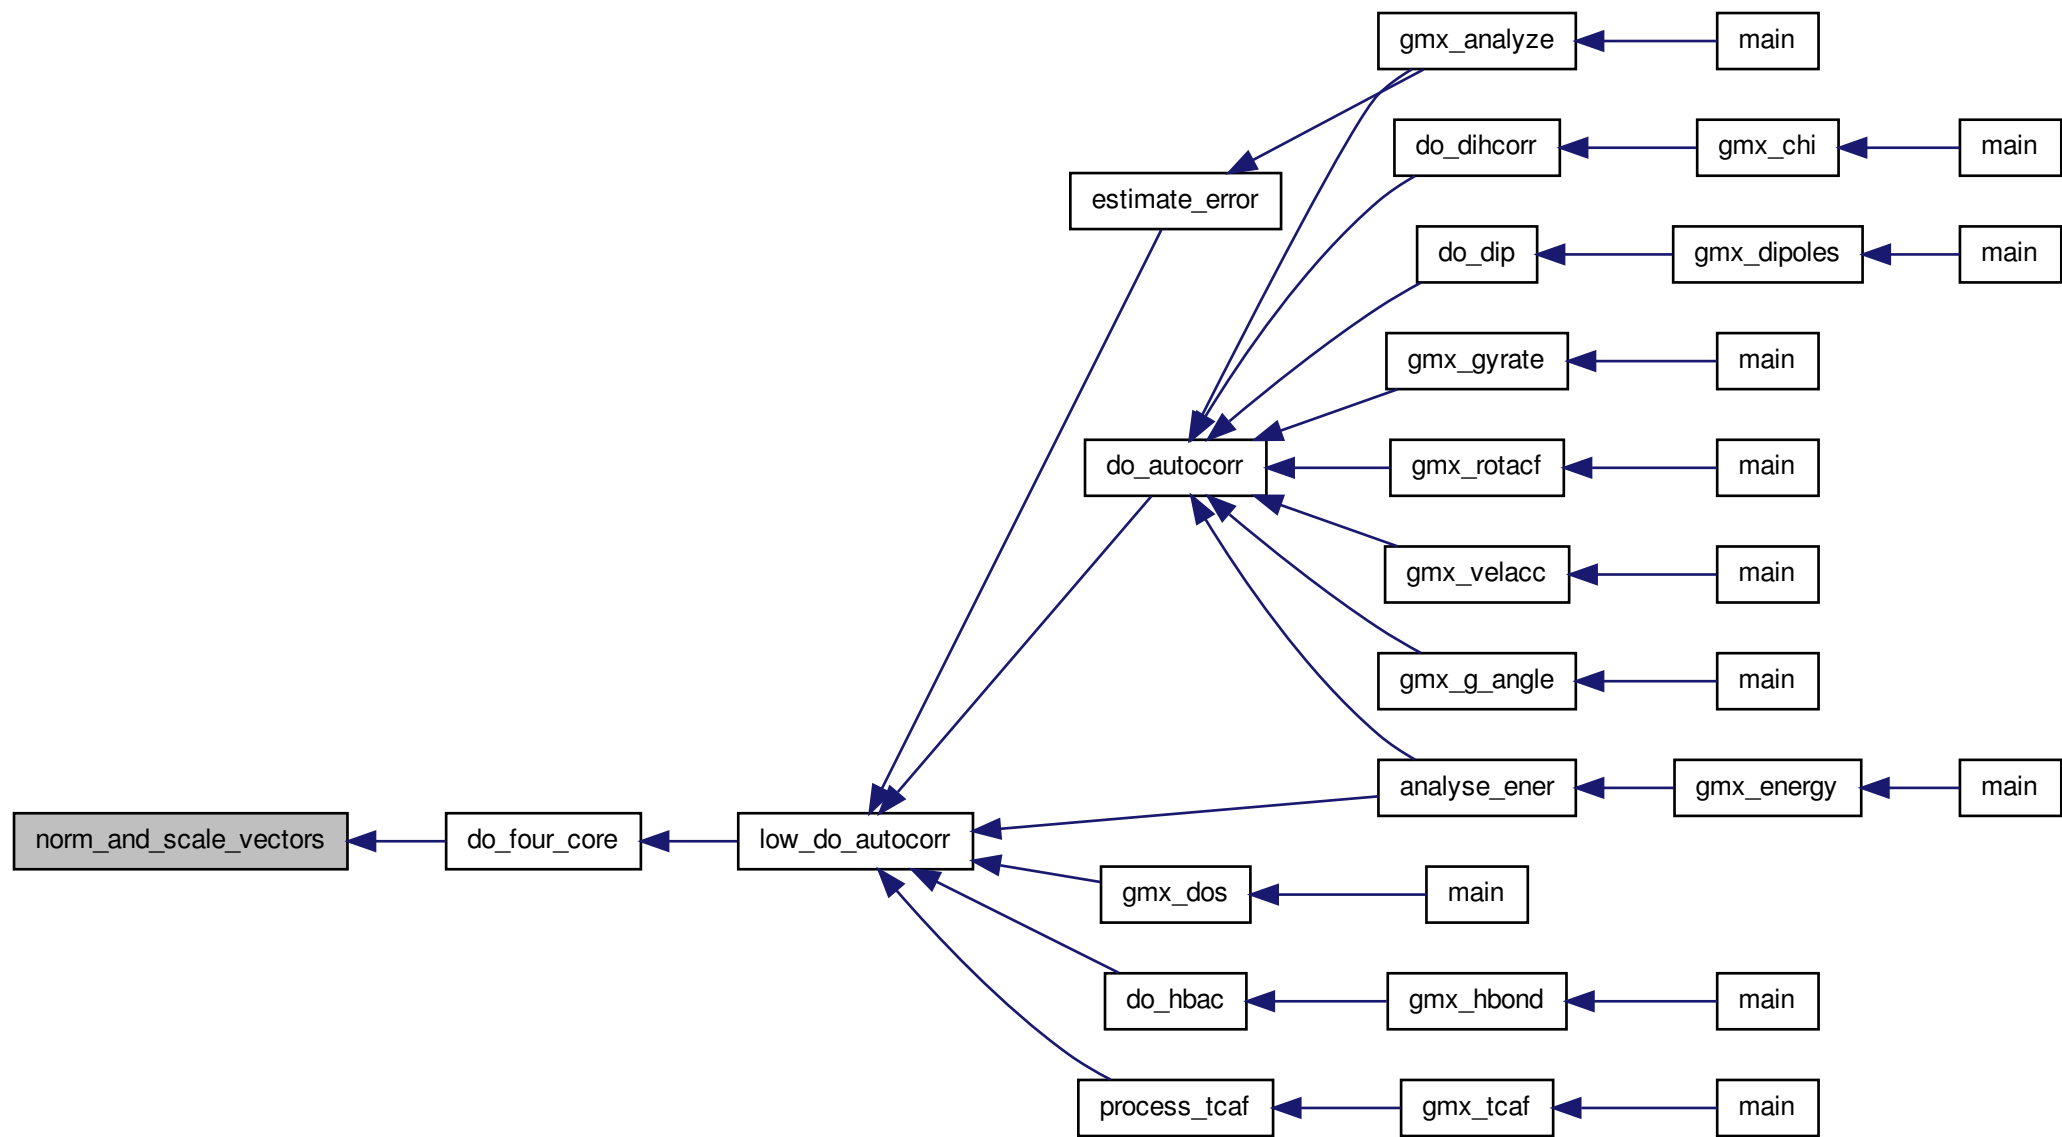 gmx_analyze
main
do_dihcorr
gmx_chi
main
estimate_error
do_dip
gmx_dipoles
main
gmx_gyrate
main
do_autocorr
gmx_rotacf
main
gmx_velacc
main
gmx_g_angle
main
analyse_ener
gmx_energy
main
norm_and_scale_vectors
do_four_core
low_do_autocorr
gmx_dos
main
do_hbac
gmx_hbond
main
process_tcaf
gmx_tcaf
main